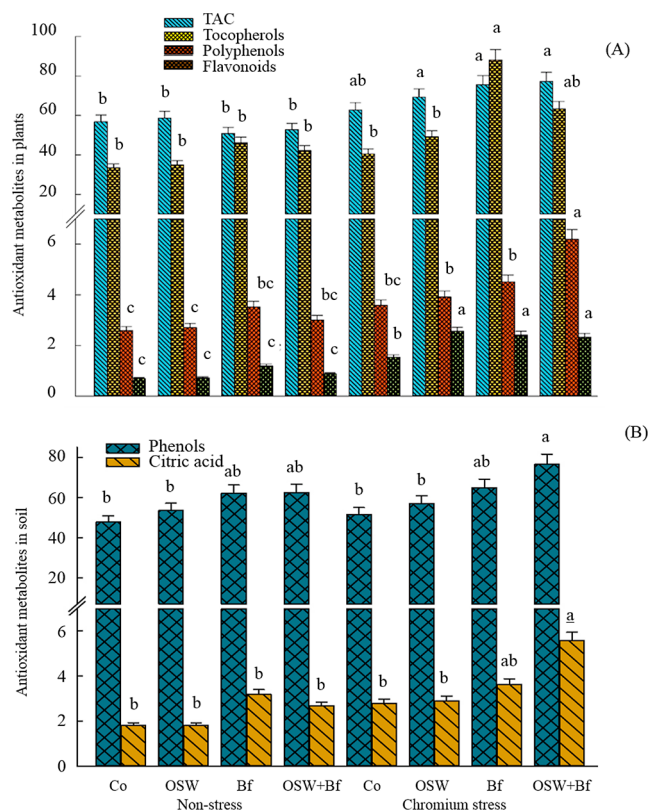 TAC
Tocopherols
Polyphenols
Flavonoids
(A)
Antioxidant metabolites in plants
100
80
60
40
20
6
4
2
0
b b b b ab a a a
b b b b b b a ab
c c bc bc bc b b a
c c c c b a a a
Phenols
Citric acid
(B)
Antioxidant metabolites in soil
80
60
40
20
6
4
2
0
b b ab ab b b ab a
b b b b b b ab a
Co OSW Bf OSW+Bf Co OSW Bf OSW+Bf
Non-stress Chromium stress